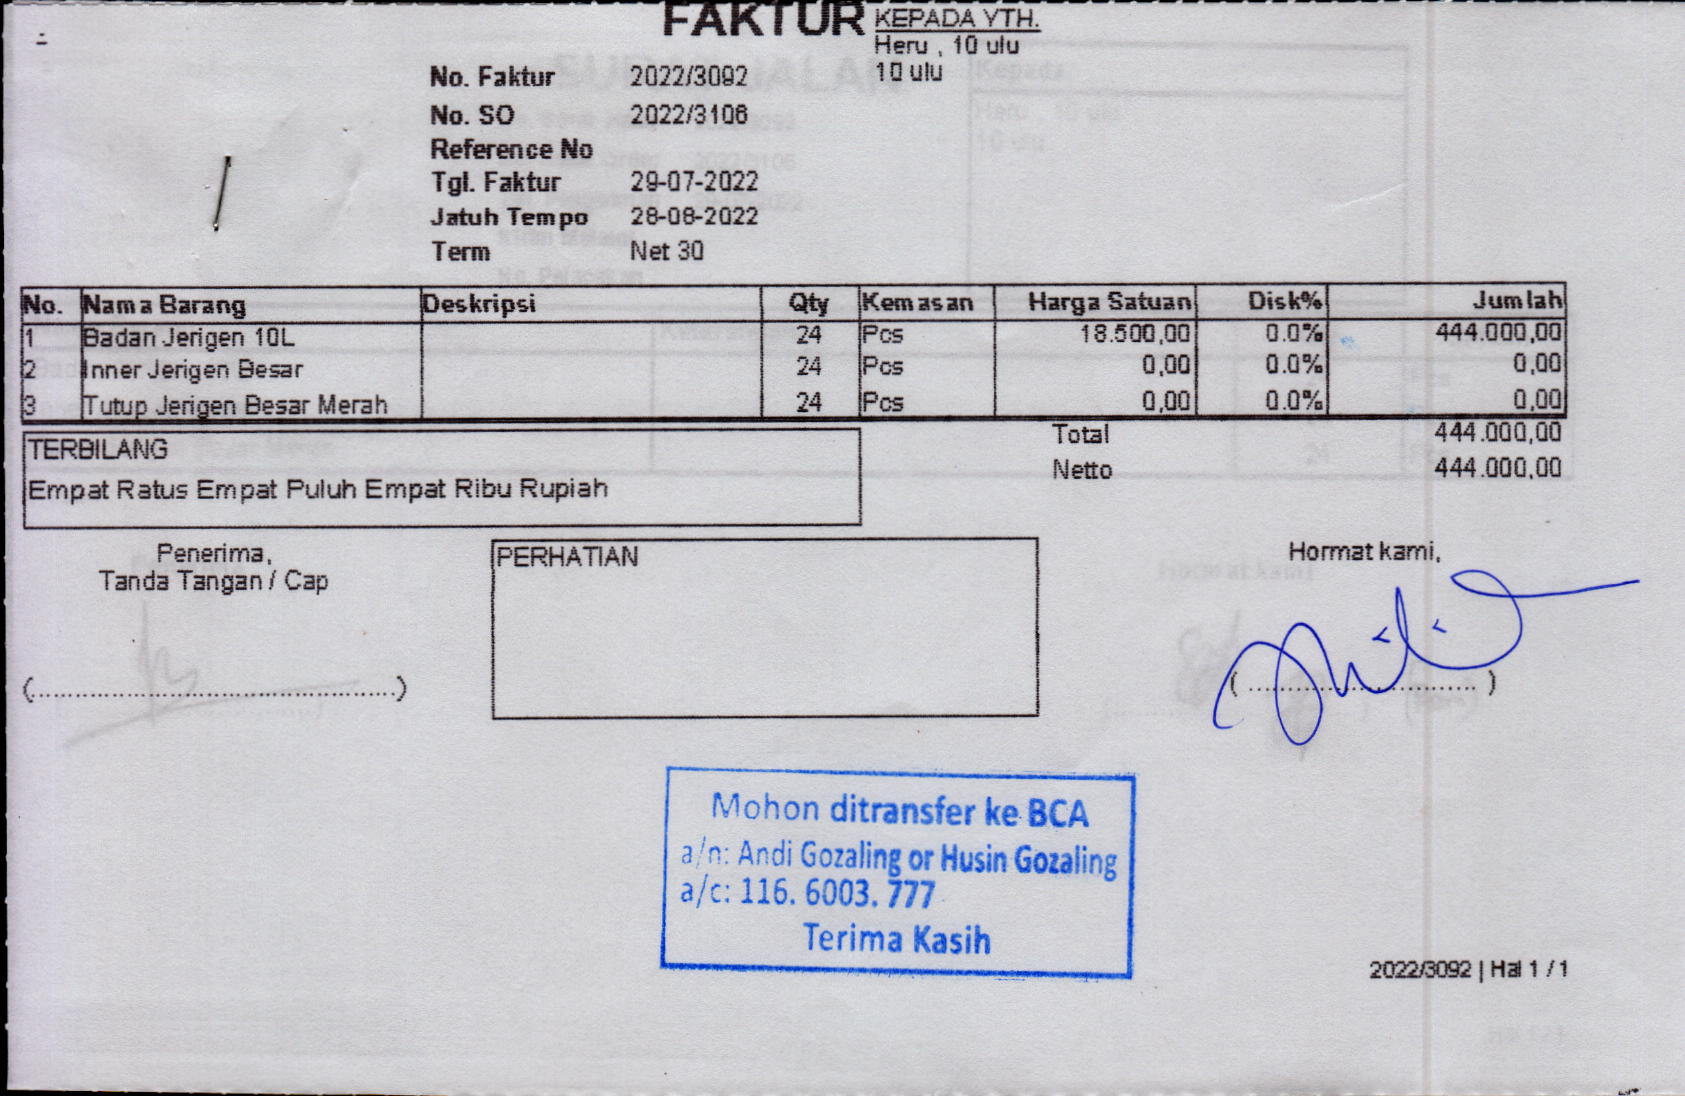 FAKTUR
KEPADA YTH.
Heru , 10 ulu
10 ulu
No. Faktur 2022/3092
No. SO 2022/3106
Reference No
Tgl. Faktur 29-07-2022
Jatuh Tempo 28-08-2022
Term Net 30
No. Nama Barang Deskripsi Qty Kemasan Harga Satuan Disk% Jumlah
1 Badan Jerigen 10L 24 Pcs 18.500,00 0.0% 444.000,00
2 Inner Jerigen Besar 24 Pcs 0,00 0.0% 0,00
3 Tutup Jerigen Besar Merah 24 Pcs 0,00 0.0% 0,00
Total 444.000,00
Netto 444.000,00
TERBILANG
Empat Ratus Empat Puluh Empat Ribu Rupiah
Penerima,
Tanda Tangan / Cap
(..........................................)
PERHATIAN
Hormat kami,
( .............................. )
Mohon ditransfer ke BCA
a/n: Andi Gozaling or Husin Gozaling
a/c: 116. 6003. 777
Terima Kasih
2022/3092 | Hal 1 / 1